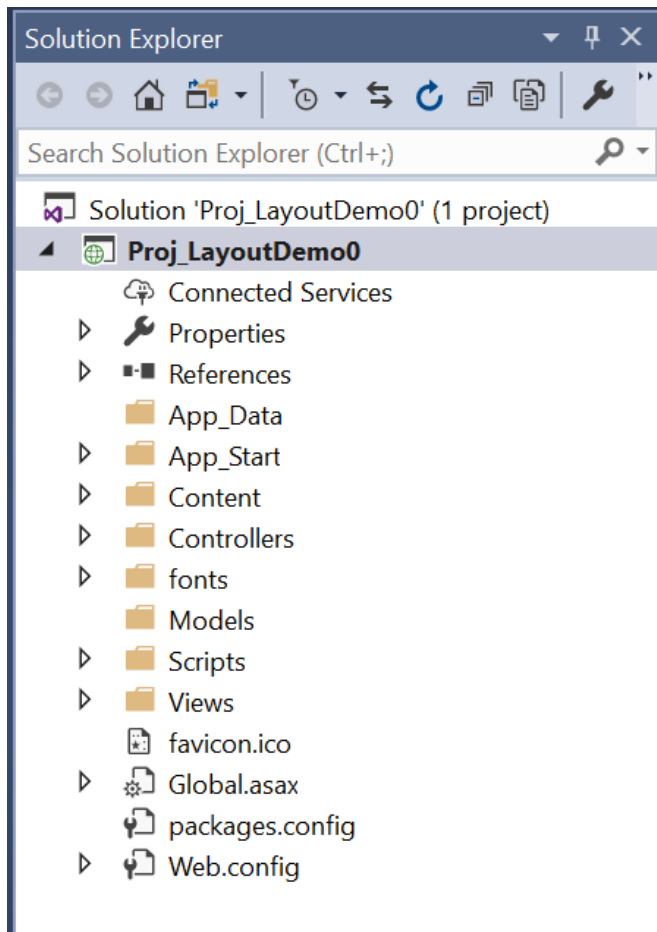 Solution Explorer
Search Solution Explorer (Ctrl+;)
Solution 'Proj_LayoutDemo0' (1 project)
Proj_LayoutDemo0
Connected Services
Properties
References
App_Data
App_Start
Content
Controllers
fonts
Models
Scripts
Views
favicon.ico
Global.asax
packages.config
Web.config